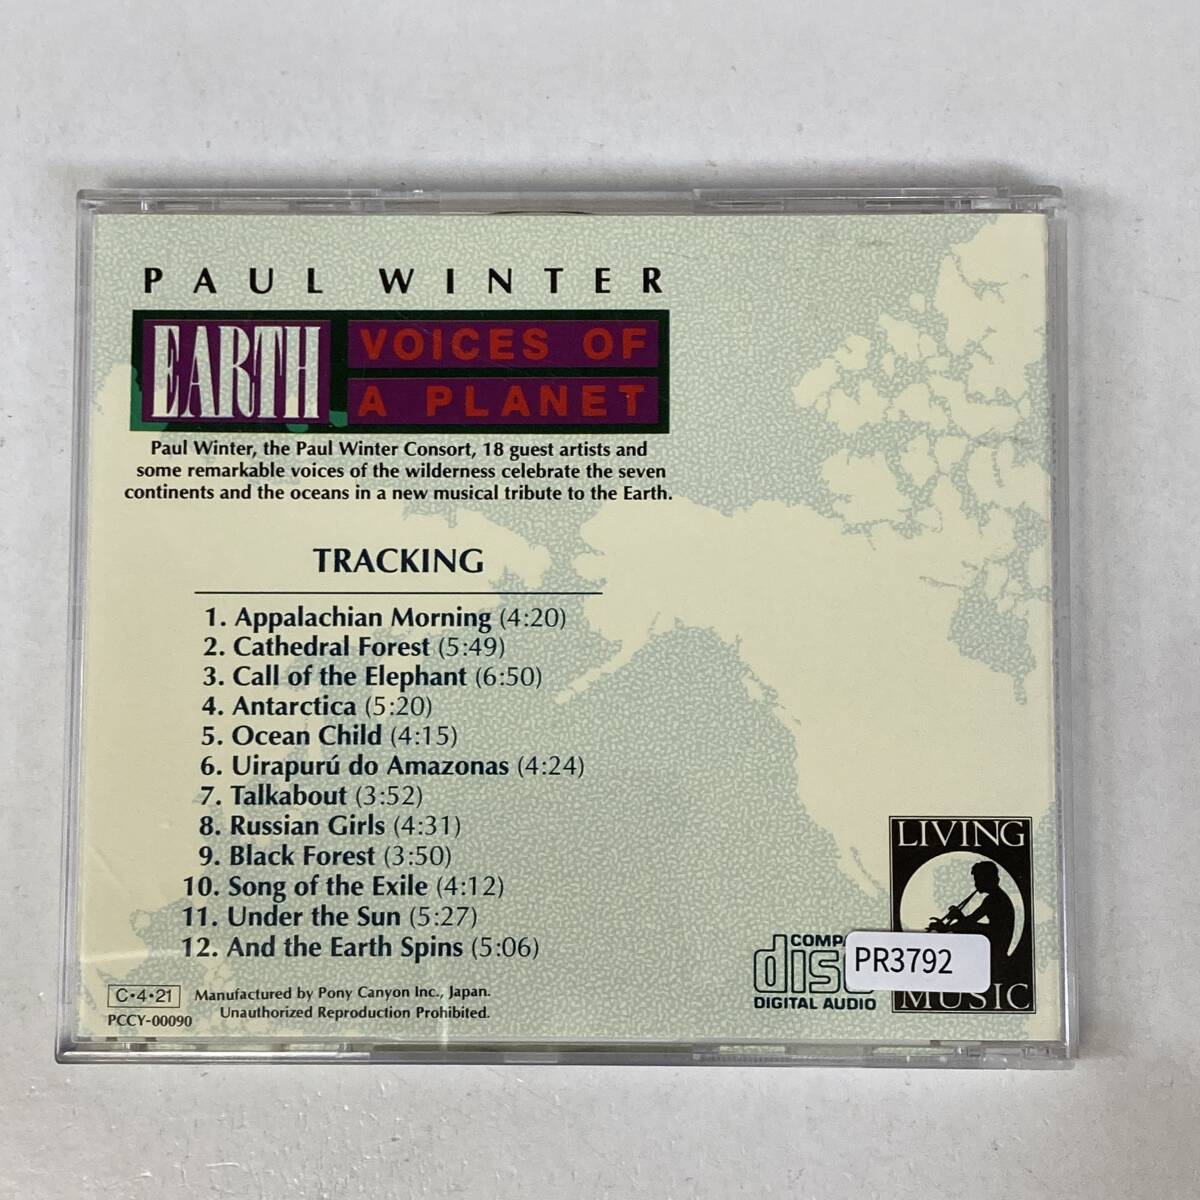 PAUL WINTER
EARTH
VOICES OF
A PLANET
Paul Winter, the Paul Winter Consort, 18 guest artists and
some remarkable voices of the wilderness celebrate the seven
continents and the oceans in a new musical tribute to the Earth.
TRACKING
1. Appalachian Morning (4:20)
2. Cathedral Forest (5:49)
3. Call of the Elephant (6:50)
4. Antarctica (5:20)
5. Ocean Child (4:15)
6. Uirapurú do Amazonas (4:24)
7. Talkabout (3:52)
8. Russian Girls (4:31)
9. Black Forest (3:50)
10. Song of the Exile (4:12)
11. Under the Sun (5:27)
12. And the Earth Spins (5:06)
C•4•21
PCCY-00090
Manufactured by Pony Canyon Inc., Japan.
Unauthorized Reproduction Prohibited.
DIGITAL AUDIO
PR3792
LIVING
MUSIC